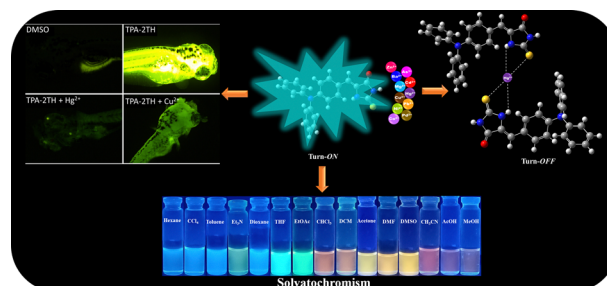 DMSO
TPA-2TH
TPA-2TH + Hg²⁺
TPA-2TH + Cu²⁺
Turn-ON
Turn-OFF
Hexane
CCl₄
Toluene
Et₃N
Dioxane
THF
EtOAc
CHCl₃
DCM
Acetone
DMF
DMSO
CH₃CN
AcOH
MeOH
Solvatochromism